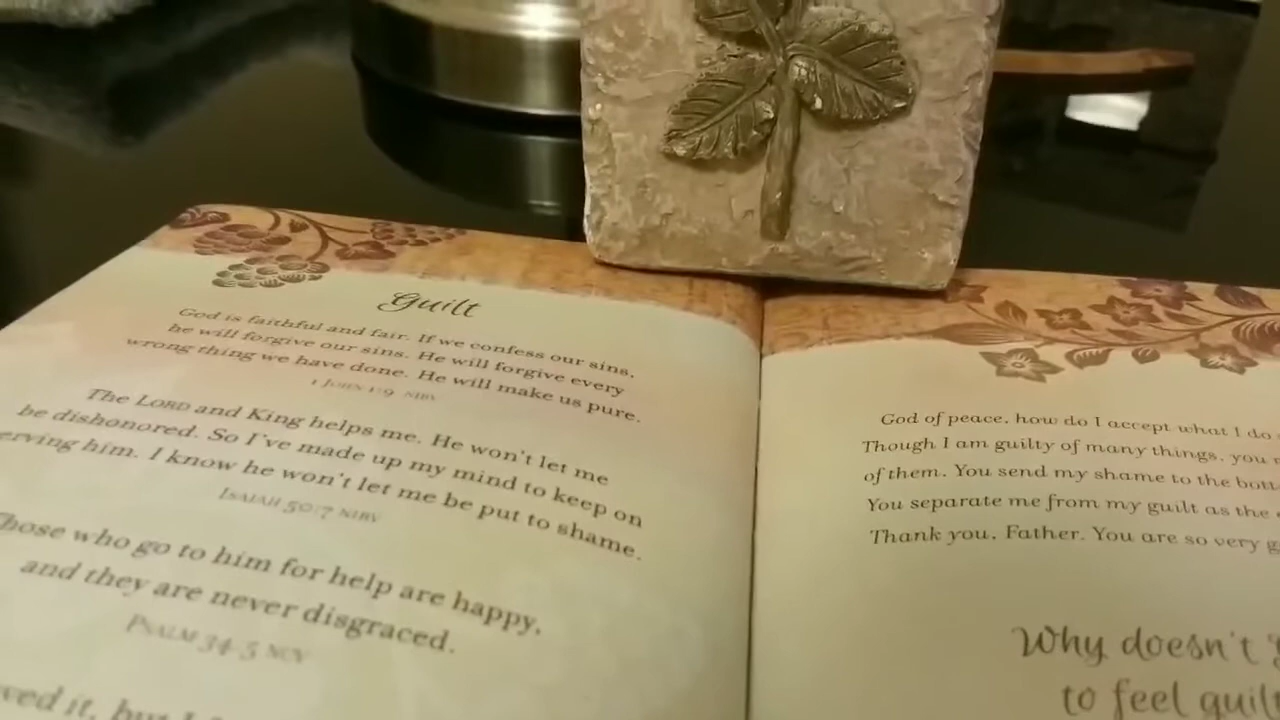 Guilt
God is faithful and fair. If we confess our sins,
he will forgive our sins. He will forgive every
wrong thing we have done. He will make us pure.
1 JOHN 1:9 NIRV
The LORD and King helps me. He won't let me
be dishonored. So I've made up my mind to keep on
erving him. I know he won't let me be put to shame.
ISAIAH 50:7 NIRV
hose who go to him for help are happy,
and they are never disgraced.
PSALM 34:5 NCV
ved it, but I
God of peace, how do I accept what I do
Though I am guilty of many things, you
of them. You send my shame to the bott
You separate me from my guilt as the
Thank you, Father. You are so very g
Why doesn't
to feel guil